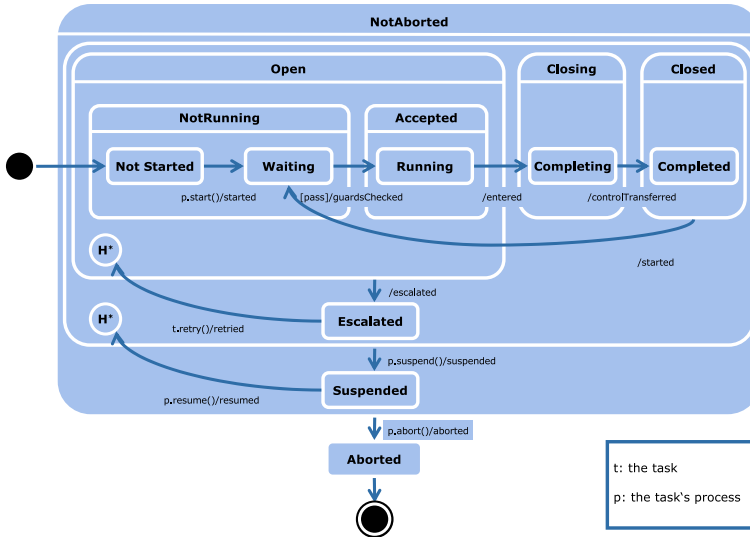 NotAborted
Open
Closing
Closed
NotRunning
Accepted
Not Started
Waiting
Running
Completing
Completed
p.start()/started
[pass]/guardsChecked
/entered
/controlTransferred
/started
H*
/escalated
Escalated
t.retry()/retried
H*
p.suspend()/suspended
Suspended
p.resume()/resumed
p.abort()/aborted
Aborted
t: the task
p: the task‘s process